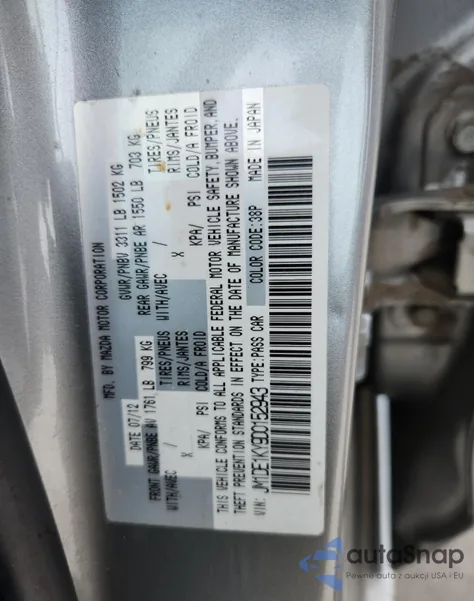 MFD. BY MAZDA MOTOR CORPORATION
DATE 07/12 GVWR/PNBV 3311 LB 1502 KG
FRONT GAWR/PNBE AV 1761 LB 799 KG REAR GAWR/PNBE AR 1550 LB 703 KG
WITH/AVEC TIRES/PNEUS WITH/AVEC TIRES/PNEUS
/ X RIMS/JANTES / X RIMS/JANTES
KPA/ PSI COLD/A FROID KPA/ PSI COLD/A FROID
THIS VEHICLE CONFORMS TO ALL APPLICABLE FEDERAL MOTOR VEHICLE SAFETY, BUMPER, AND
THEFT PREVENTION STANDARDS IN EFFECT ON THE DATE OF MANUFACTURE SHOWN ABOVE.
COLOR CODE:38P MADE IN JAPAN
VIN: JM1DE1KY9D0152943 TYPE:PASS CAR
autoSnap
Pewne auta z aukcji USA i EU